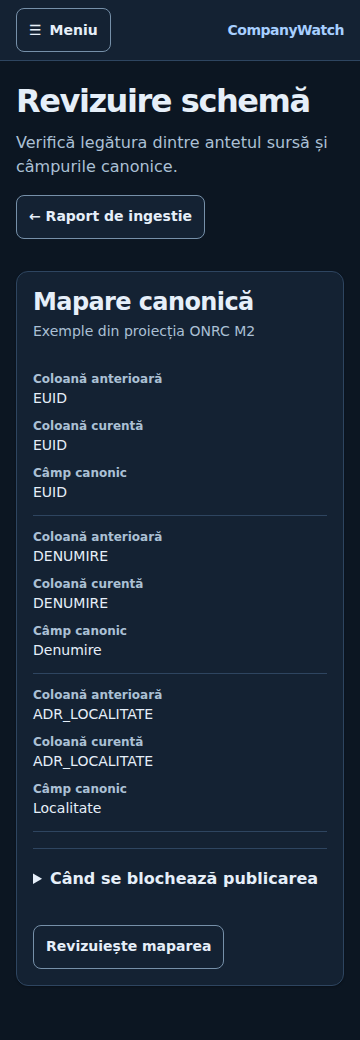 ☰ Meniu
CompanyWatch
Revizuire schemă
Verifică legătura dintre antetul sursă și
câmpurile canonice.
← Raport de ingestie
Mapare canonică
Exemple din proiecția ONRC M2
Coloană anterioară
EUID
Coloană curentă
EUID
Câmp canonic
EUID
Coloană anterioară
DENUMIRE
Coloană curentă
DENUMIRE
Câmp canonic
Denumire
Coloană anterioară
ADR_LOCALITATE
Coloană curentă
ADR_LOCALITATE
Câmp canonic
Localitate
▶ Când se blochează publicarea
Revizuiește maparea